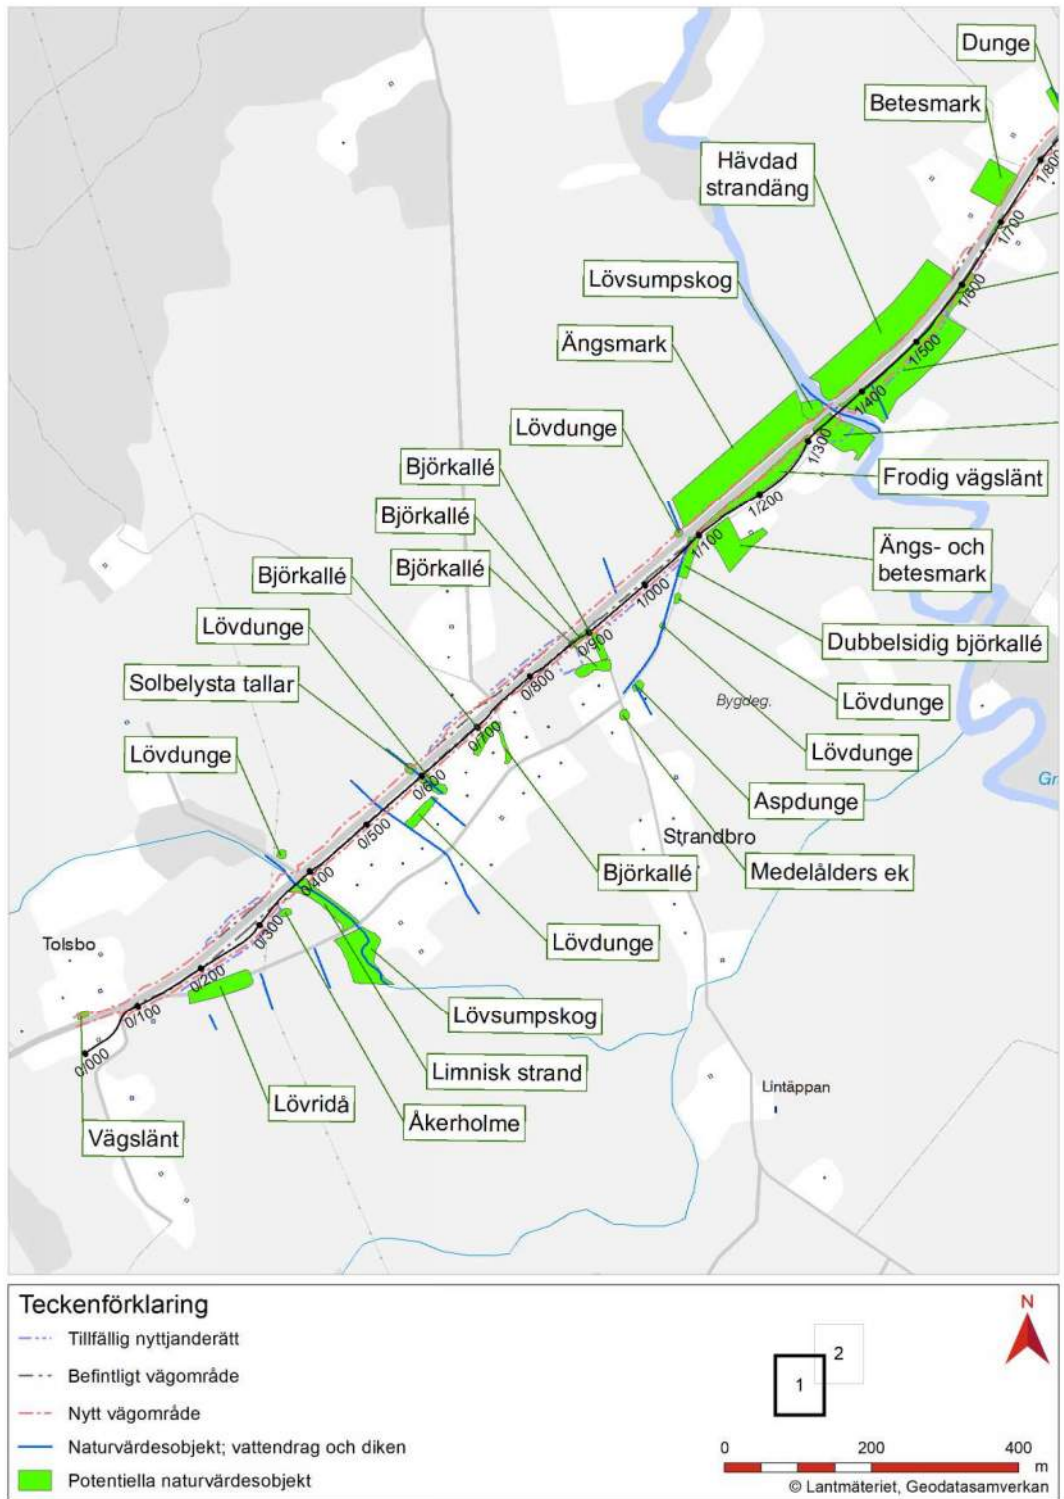 Dunge
Betesmark
Hävdad
strandäng
Lövsumpskog
Ängsmark
Lövdunge
Björkallé
Björkallé
Björkallé
Björkallé
Lövdunge
Solbelysta tallar
Lövdunge
1/800
1/700
1/600
1/500
1/400
1/300
1/200
1/100
1/000
0/900
0/800
0/700
0/600
0/500
0/400
0/300
0/200
0/100
0/000
Frodig vägslänt
Ängs- och
betesmark
Dubbelsidig björkallé
Lövdunge
Bygdeg.
Lövdunge
Gr
Aspdunge
Strandbro
Medelålders ek
Björkallé
Lövdunge
Tolsbo
Lövsumpskog
Limnisk strand
Lintäppan
Lövridå
Åkerholme
Vägslänt
Teckenförklaring
Tillfällig nyttjanderätt
Befintligt vägområde
Nytt vägområde
Naturvärdesobjekt; vattendrag och diken
Potentiella naturvärdesobjekt
1
2
N
0 200 400
m
© Lantmäteriet, Geodatasamverkan